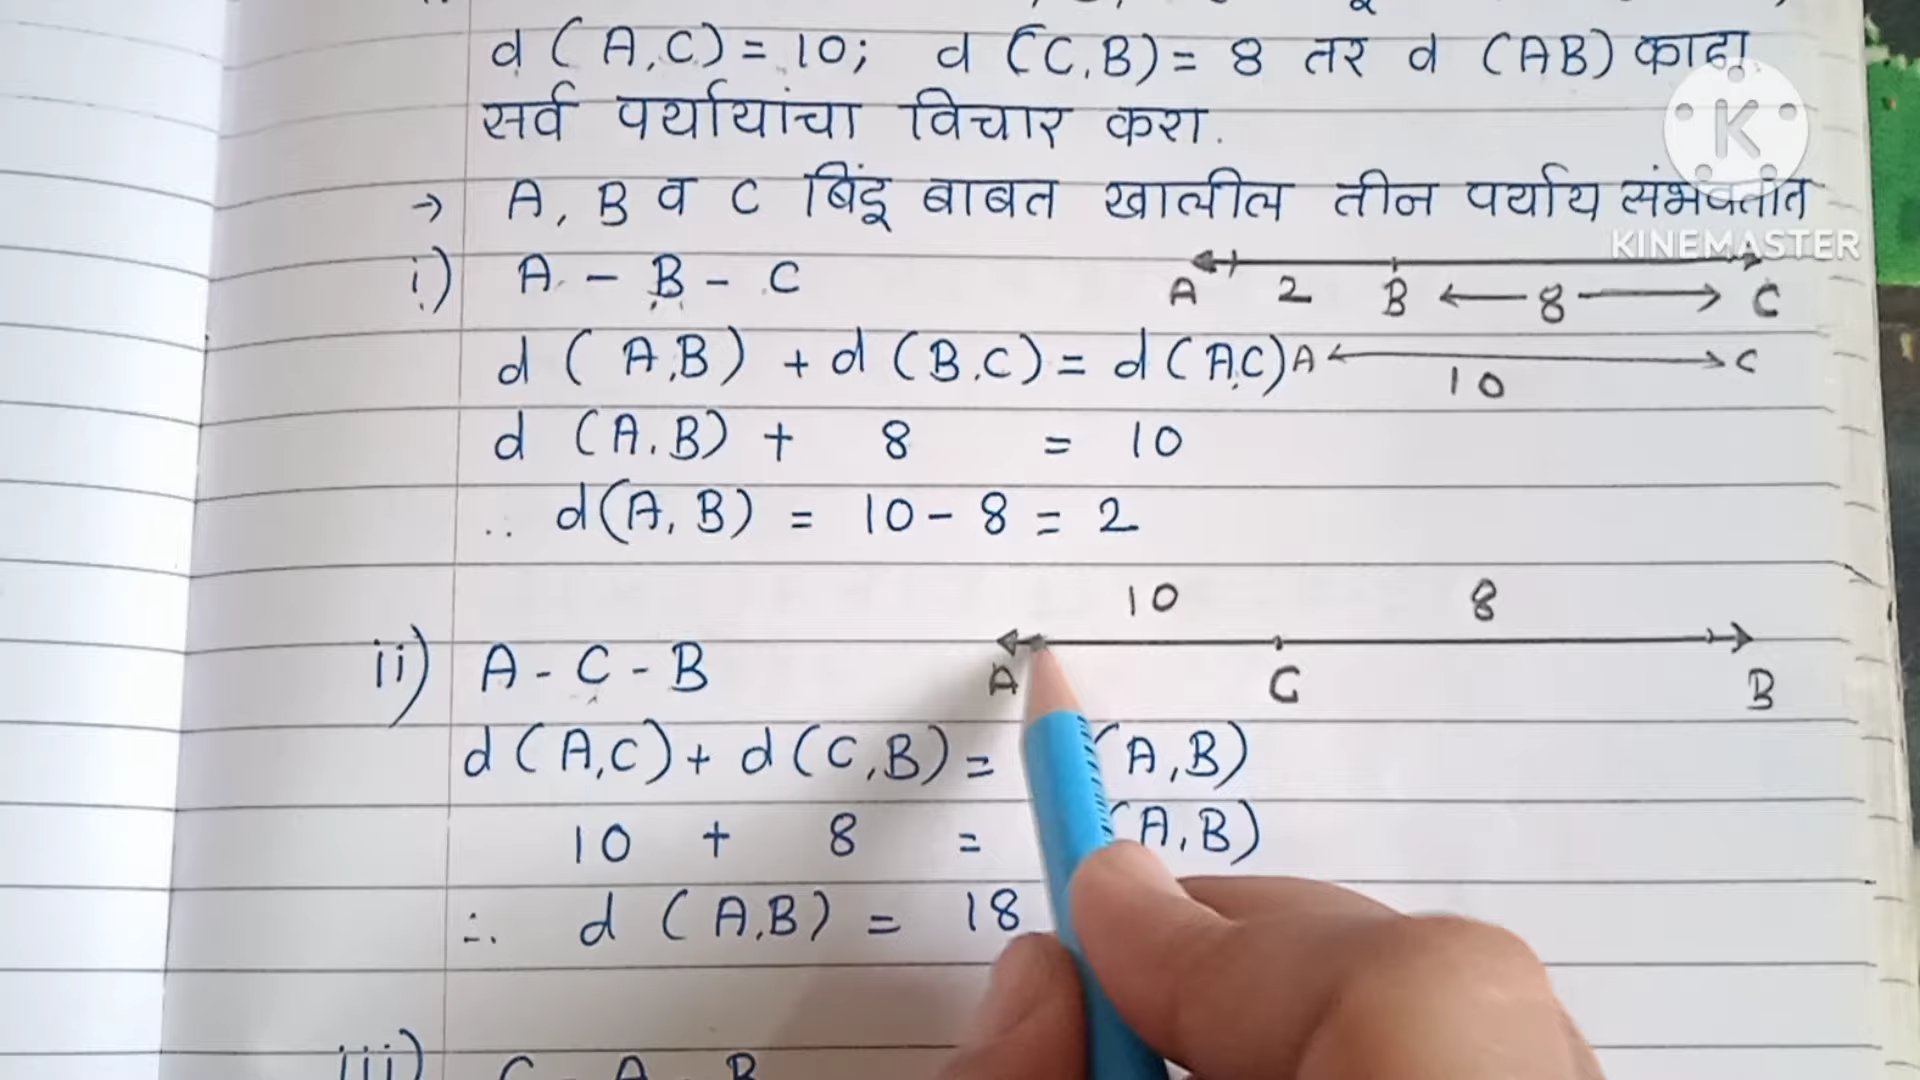 d (A,C) = 10; d (C,B) = 8 तर d (AB) काढा.
सर्व पर्यायांचा विचार करा.
→ A, B व C बिंदू बाबत खालील तीन पर्याय संभवतात
KINEMASTER
i) A - B - C
A 2 B ← 8 → C
d (A,B) + d (B,C) = d (A,C)
A ← 10 → C
d (A,B) + 8 = 10
∴ d(A,B) = 10 - 8 = 2
10 8
ii) A - C - B
A C B
d (A,C) + d (C,B) = (A,B)
10 + 8 = (A,B)
∴ d (A,B) = 18
iii) C - A - B